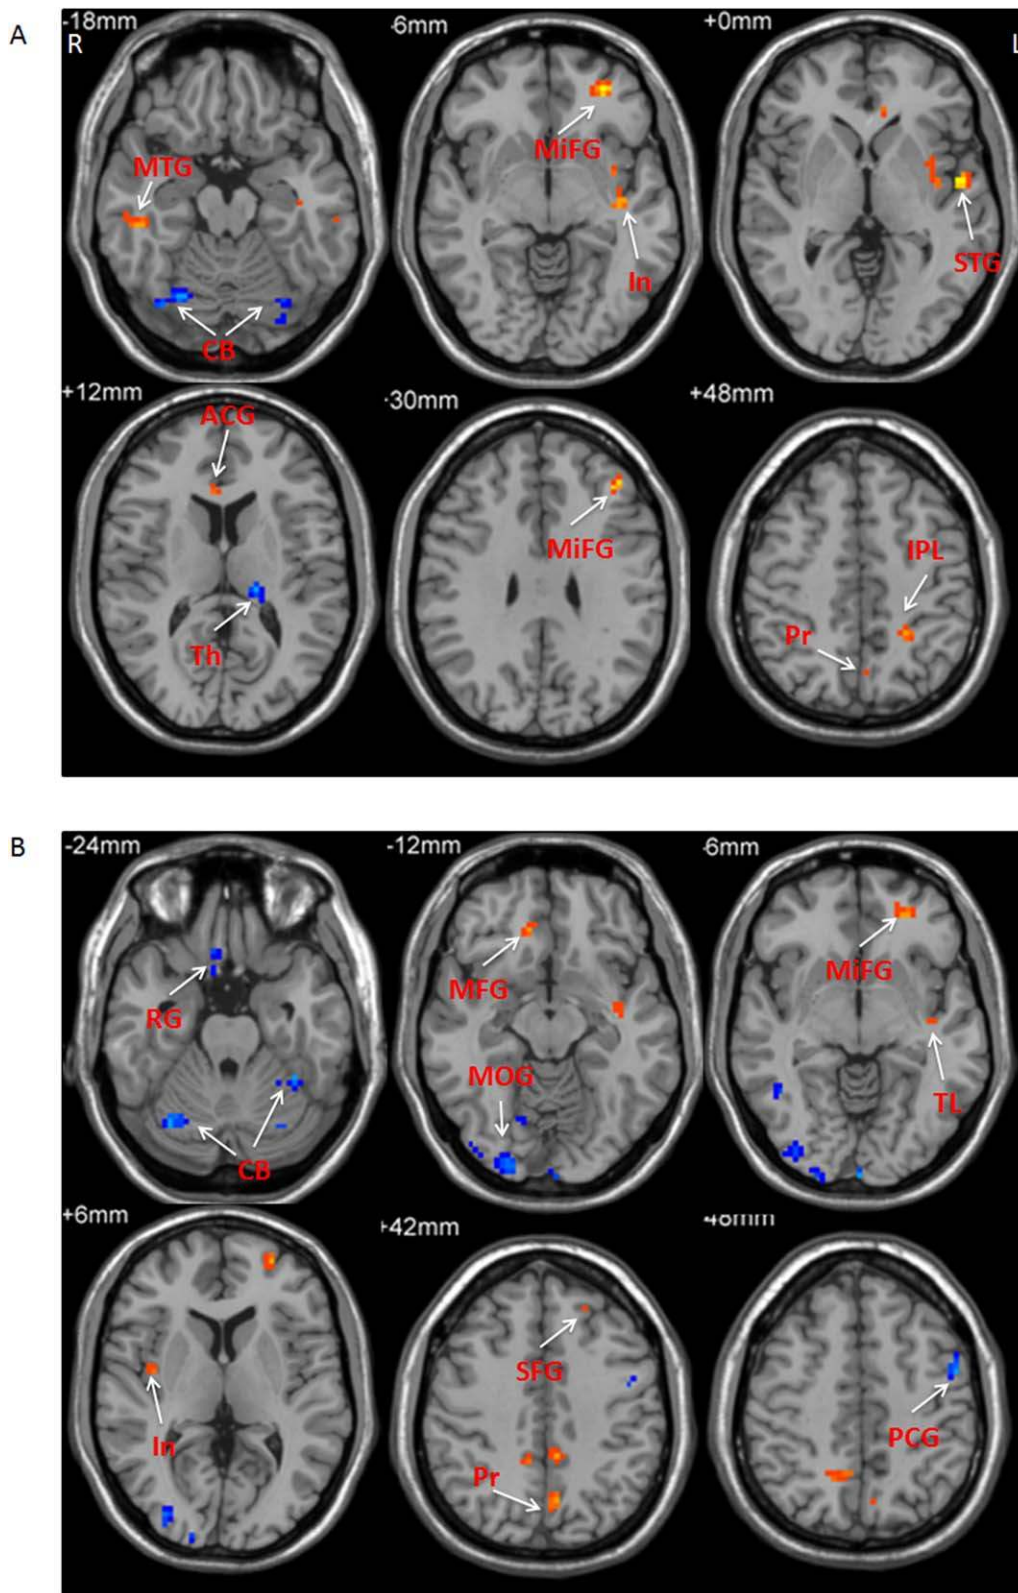 A
-18mm
-6mm
+0mm
R
L
MTG
MiFG
In
STG
CB
+12mm
-30mm
+48mm
ACG
MiFG
IPL
Th
Pr
B
-24mm
-12mm
-6mm
RG
MFG
MiFG
MOG
TL
CB
+6mm
+42mm
SFG
In
Pr
PCG